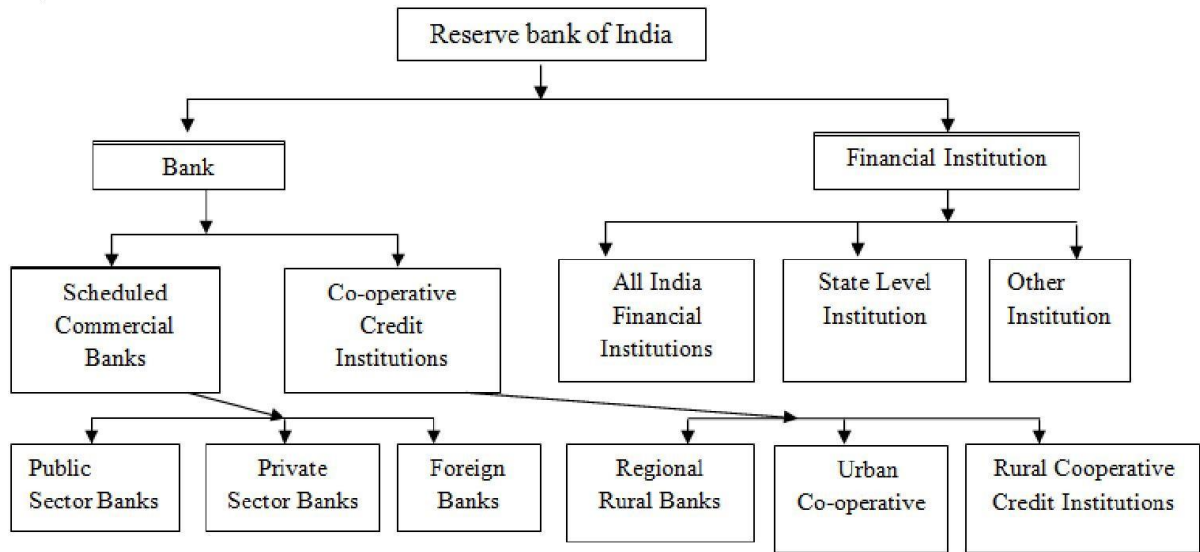 Reserve bank of India
Bank
Financial Institution
Scheduled
Commercial
Banks
Co-operative
Credit
Institutions
All India
Financial
Institutions
State Level
Institution
Other
Institution
Public
Sector Banks
Private
Sector Banks
Foreign
Banks
Regional
Rural Banks
Urban
Co-operative
Rural Cooperative
Credit Institutions